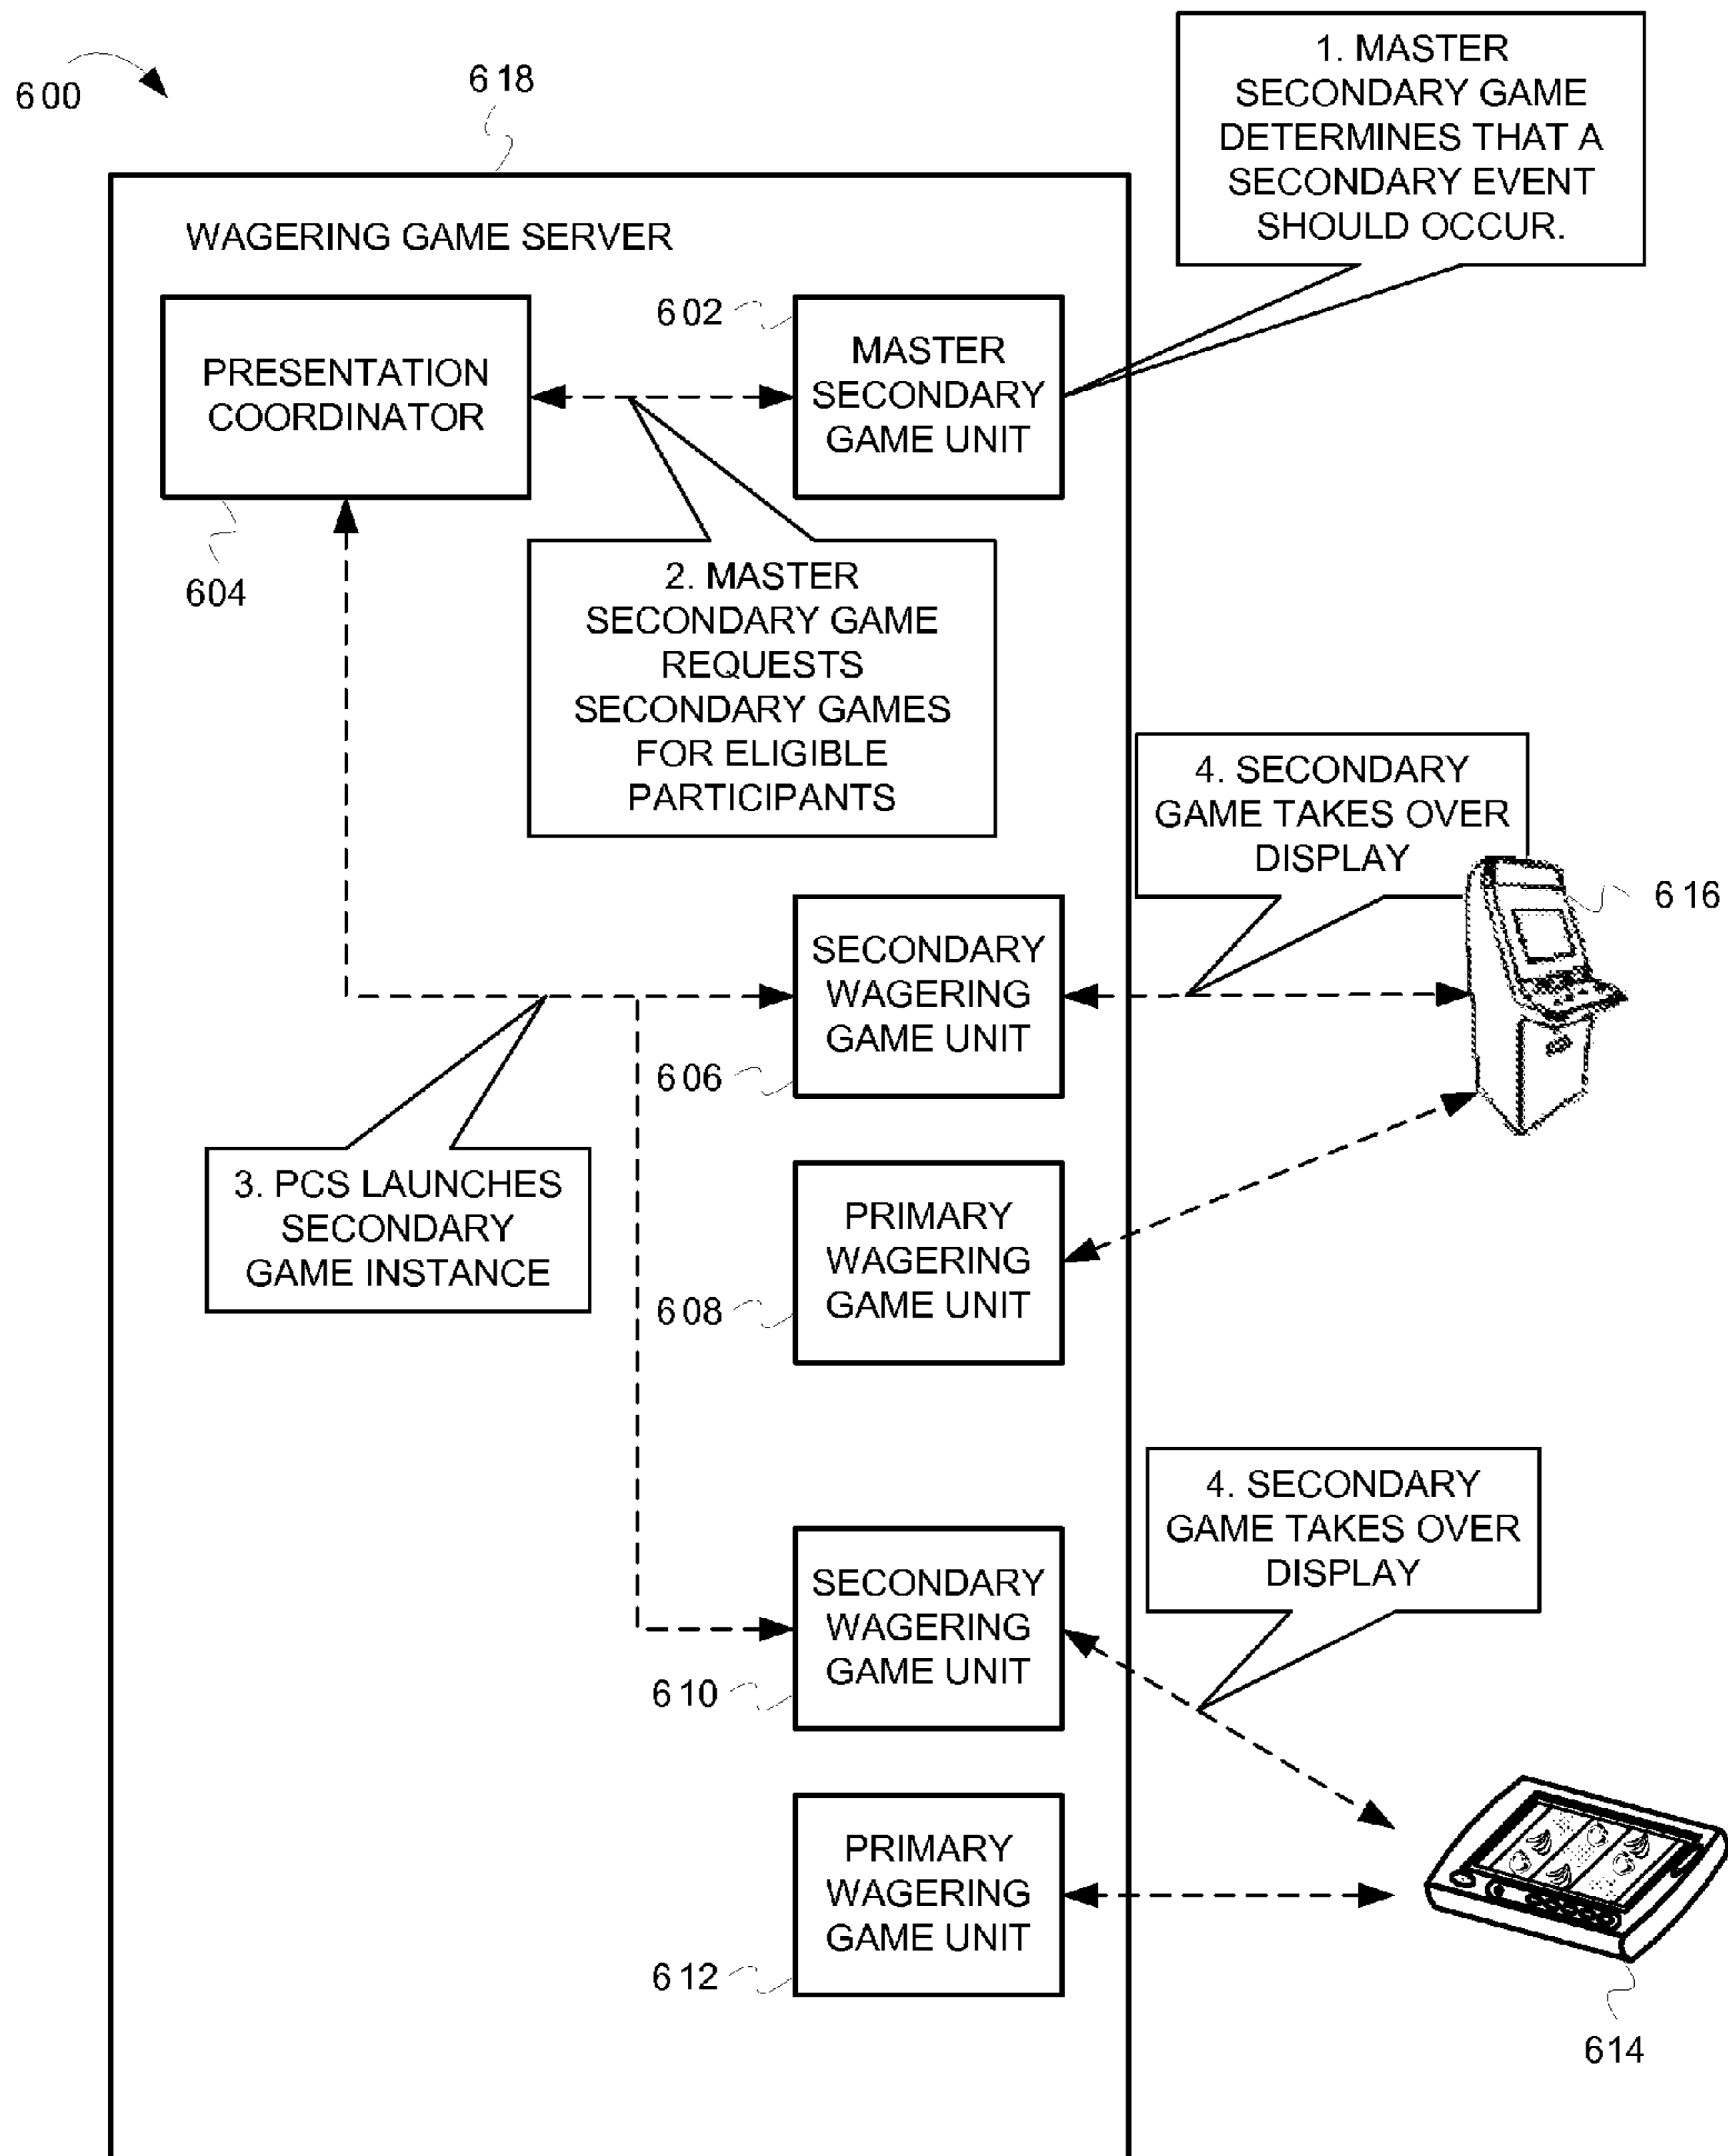 600
618
1. MASTER
SECONDARY GAME
DETERMINES THAT A
SECONDARY EVENT
SHOULD OCCUR.
WAGERING GAME SERVER
602
PRESENTATION
COORDINATOR
MASTER
SECONDARY
GAME UNIT
604
2. MASTER
SECONDARY GAME
REQUESTS
SECONDARY GAMES
FOR ELIGIBLE
PARTICIPANTS
4. SECONDARY
GAME TAKES OVER
DISPLAY
616
SECONDARY
WAGERING
GAME UNIT
606
3. PCS LAUNCHES
SECONDARY
GAME INSTANCE
PRIMARY
WAGERING
GAME UNIT
608
4. SECONDARY
GAME TAKES OVER
DISPLAY
SECONDARY
WAGERING
GAME UNIT
610
PRIMARY
WAGERING
GAME UNIT
612
614